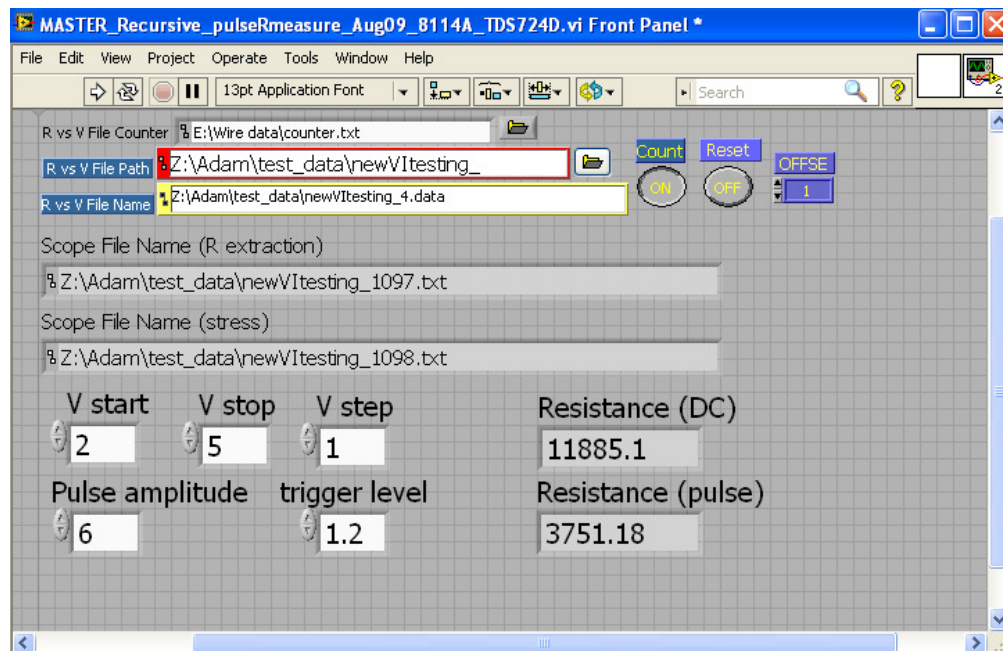 MASTER_Recursive_pulseRmeasure_Aug09_8114A_TDS724D.vi Front Panel *
File Edit View Project Operate Tools Window Help
13pt Application Font Search ?
2
R vs V File Counter E:\Wire data\counter.txt
R vs V File Path Z:\Adam\test_data\newVItesting_
Count Reset OFFSE
R vs V File Name Z:\Adam\test_data\newVItesting_4.data
ON OFF 1
Scope File Name (R extraction)
Z:\Adam\test_data\newVItesting_1097.txt
Scope File Name (stress)
Z:\Adam\test_data\newVItesting_1098.txt
V start V stop V step Resistance (DC)
2 5 1 11885.1
Pulse amplitude trigger level Resistance (pulse)
6 1.2 3751.18